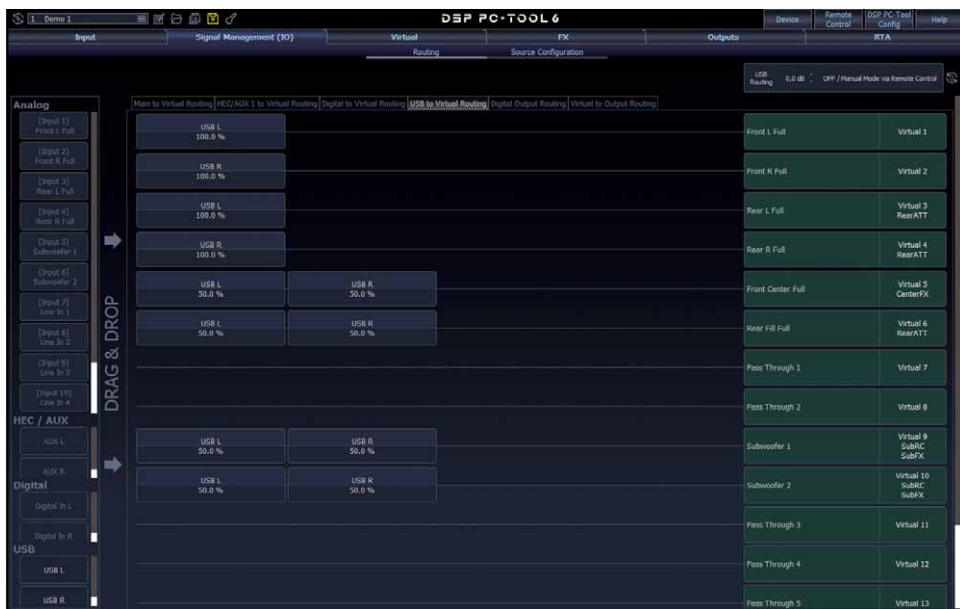 1 Demo 1
DSP PC-TOOL 6
Device
Remote Control
DSP PC-Tool Config
Help
Input
Signal Management (IO)
Virtual
FX
Outputs
RTA
Routing
Source Configuration
USB Routing
0,0 dB
OFF / Manual Mode via Remote Control
Main to Virtual Routing
HEC/AUX 1 to Virtual Routing
Digital to Virtual Routing
USB to Virtual Routing
Digital Output Routing
Virtual to Output Routing
Analog
[Input 1]
Front L Full
[Input 2]
Front R Full
[Input 3]
Rear L Full
[Input 4]
Rear R Full
[Input 5]
Subwoofer 1
[Input 6]
Subwoofer 2
[Input 7]
Line In 1
[Input 8]
Line In 2
[Input 9]
Line In 3
[Input 10]
Line In 4
HEC / AUX
AUX L
AUX R
Digital
Digital In L
Digital In R
USB
USB L
USB R
DRAG & DROP
USB L
100.0 %
Front L Full
Virtual 1
USB R
100.0 %
Front R Full
Virtual 2
USB L
100.0 %
Rear L Full
Virtual 3
RearATT
USB R
100.0 %
Rear R Full
Virtual 4
RearATT
USB L
50.0 %
USB R
50.0 %
Front Center Full
Virtual 5
CenterFX
USB L
50.0 %
USB R
50.0 %
Rear Fill Full
Virtual 6
RearATT
Pass Through 1
Virtual 7
Pass Through 2
Virtual 8
USB L
50.0 %
USB R
50.0 %
Subwoofer 1
Virtual 9
SubRC
SubFX
USB L
50.0 %
USB R
50.0 %
Subwoofer 2
Virtual 10
SubRC
SubFX
Pass Through 3
Virtual 11
Pass Through 4
Virtual 12
Pass Through 5
Virtual 13